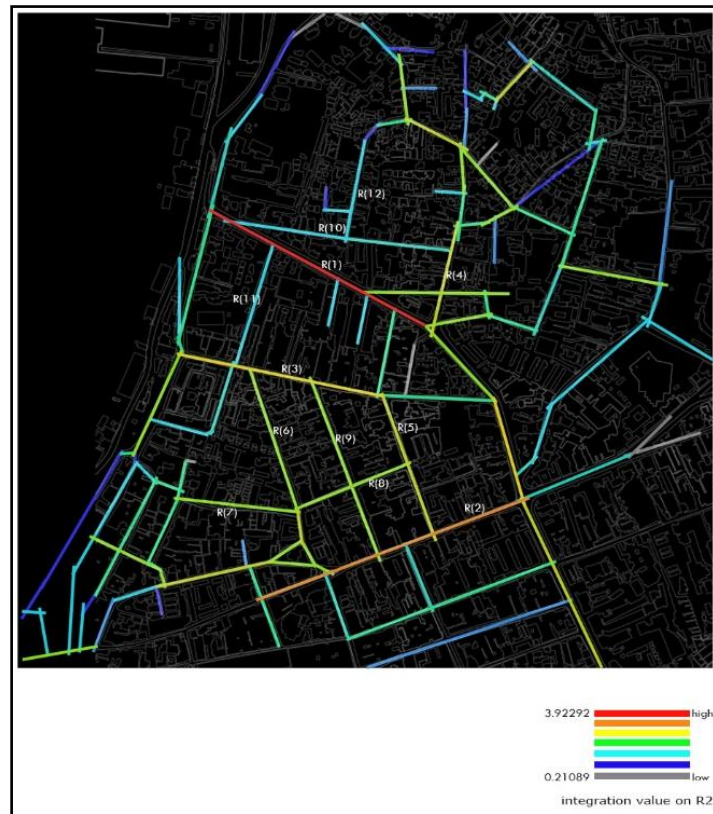 R(12)
R(10)
R(1)
R(4)
R(11)
R(3)
R(6)
R(9)
R(5)
R(8)
R(7)
R(2)
3.92292 high
0.21089 low
integration value on R2